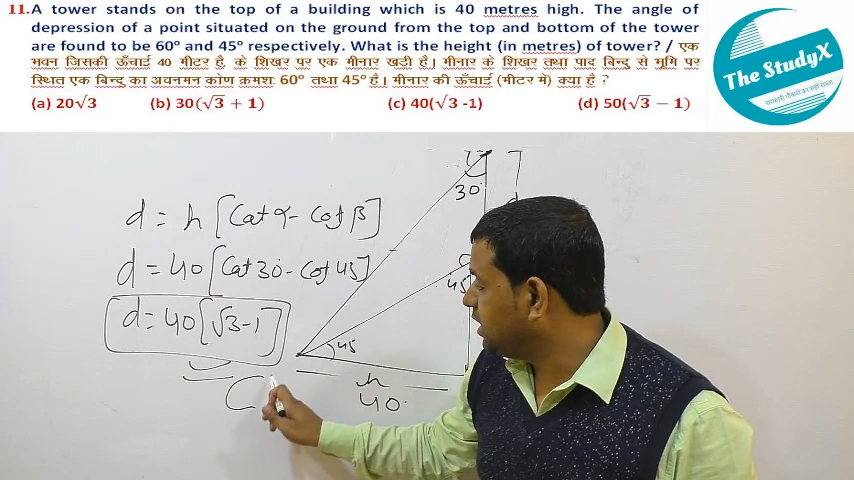 11.A tower stands on the top of a building which is 40 metres high. The angle of
depression of a point situated on the ground from the top and bottom of the tower
are found to be 60º and 45º respectively. What is the height (in metres) of tower? / एक
भवन जिसकी ऊँचाई 40 मीटर है, के शिखर पर एक मीनार खड़ी है। मीनार के शिखर तथा पाद बिन्दु से भूमि पर
स्थित एक बिन्दु का अवनमन कोण क्रमशः 60º तथा 45º है। मीनार की ऊँचाई (मीटर में) क्या है ?
(a) 20√3 (b) 30(√3 + 1) (c) 40(√3 -1) (d) 50(√3 − 1)
The StudyX
30
d = h [Cot α - Cot β]
d = 40 [Cot 30 - Cot 45]
45
d = 40 [√3-1]
45
h
40
C